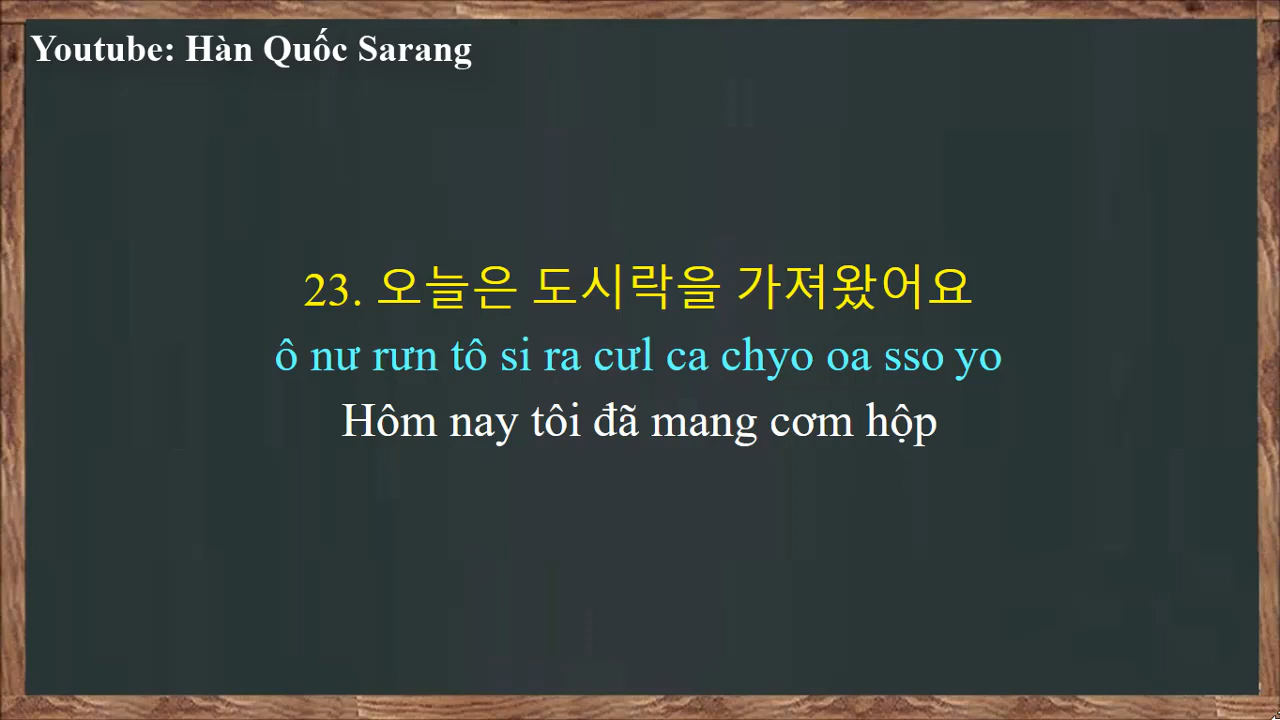 Youtube: Hàn Quốc Sarang
23. 오늘은 도시락을 가져왔어요
ô nư rưn tô si ra cưl ca chyo oa sso yo
Hôm nay tôi đã mang cơm hộp